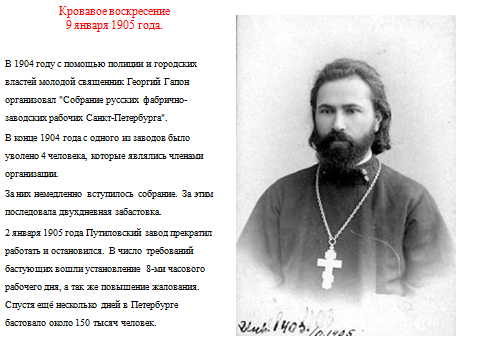 Кровавое воскресение
9 января 1905 года.
В 1904 году с помощью полиции и городских
властей молодой священник Георгий Гапон
организовал "Собрание русских фабрично-
заводских рабочих Санкт-Петербурга".
В конце 1904 года с одного из заводов было
уволено 4 человека, которые являлись членами
организации.
За них немедленно вступилось собрание. За этим
последовала двухдневная забастовка.
2 января 1905 года Путиловский завод прекратил
работать и остановился. В число требований
бастующих вошли установление 8-ми часового
рабочего дня, а так же повышение жалования.
Спустя ещё несколько дней в Петербурге
бастовало около 150 тысяч человек.